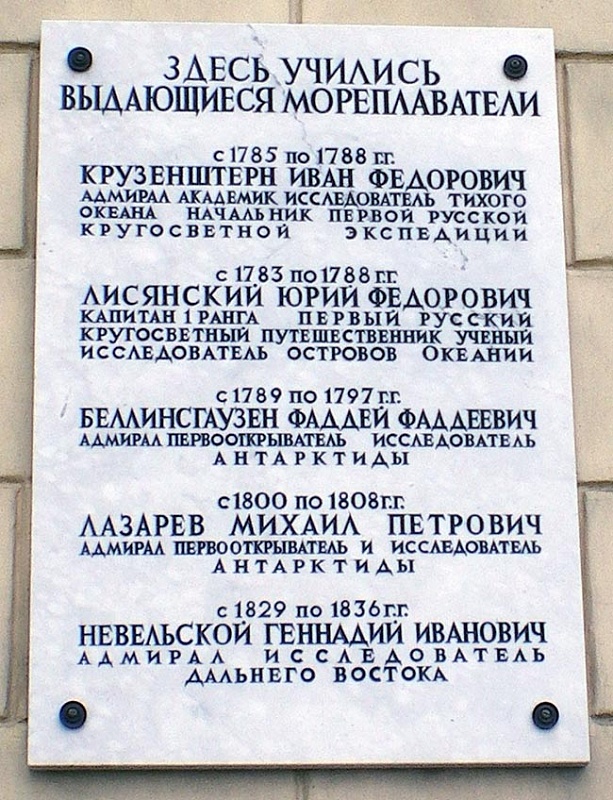 ЗДЕСЬ УЧИЛИСЬ
ВЫДАЮЩИЕСЯ МОРЕПЛАВАТЕЛИ
с 1785 по 1788 г.г.
КРУЗЕНШТЕРН ИВАН ФЕДОРОВИЧ
АДМИРАЛ АКАДЕМИК ИССЛЕДОВАТЕЛЬ ТИХОГО
ОКЕАНА НАЧАЛЬНИК ПЕРВОЙ РУССКОЙ
КРУГОСВЕТНОЙ ЭКСПЕДИЦИИ
с 1783 по 1788 г.г.
ЛИСЯНСКИЙ ЮРИЙ ФЕДОРОВИЧ
КАПИТАН 1 РАНГА ПЕРВЫЙ РУССКИЙ
КРУГОСВЕТНЫЙ ПУТЕШЕСТВЕННИК УЧЕНЫЙ
ИССЛЕДОВАТЕЛЬ ОСТРОВОВ ОКЕАНИИ
с 1789 по 1797 г.г.
БЕЛЛИНСГАУЗЕН ФАДДЕЙ ФАДДЕЕВИЧ
АДМИРАЛ ПЕРВООТКРЫВАТЕЛЬ ИССЛЕДОВАТЕЛЬ
АНТАРКТИДЫ
с 1800 по 1808 г.г.
ЛАЗАРЕВ МИХАИЛ ПЕТРОВИЧ
АДМИРАЛ ПЕРВООТКРЫВАТЕЛЬ И ИССЛЕДОВАТЕЛЬ
АНТАРКТИДЫ
с 1829 по 1836 г.г.
НЕВЕЛЬСКОЙ ГЕННАДИЙ ИВАНОВИЧ
АДМИРАЛ ИССЛЕДОВАТЕЛЬ
ДАЛЬНЕГО ВОСТОКА